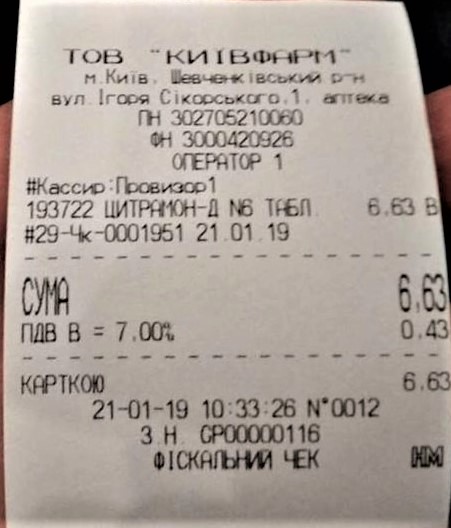 ТОВ "КИЇВФАРМ"
м.Київ, Шевченківський р-н
вул.Ігоря Сікорського,1, аптека
ПН 302705210060
ФН 3000420926
ОПЕРАТОР 1
#Кассир:Провизор1
193722 ЦИТРАМОН-Д N6 ТАБЛ. 6.63 В
#29-Чк-0001951 21.01.19
СУМА 6,63
ПДВ В = 7.00% 0.43
КАРТКОЮ 6.63
21-01-19 10:33:26 N°0012
З.Н. GP00000116
ФІСКАЛЬНИЙ ЧЕК НМ